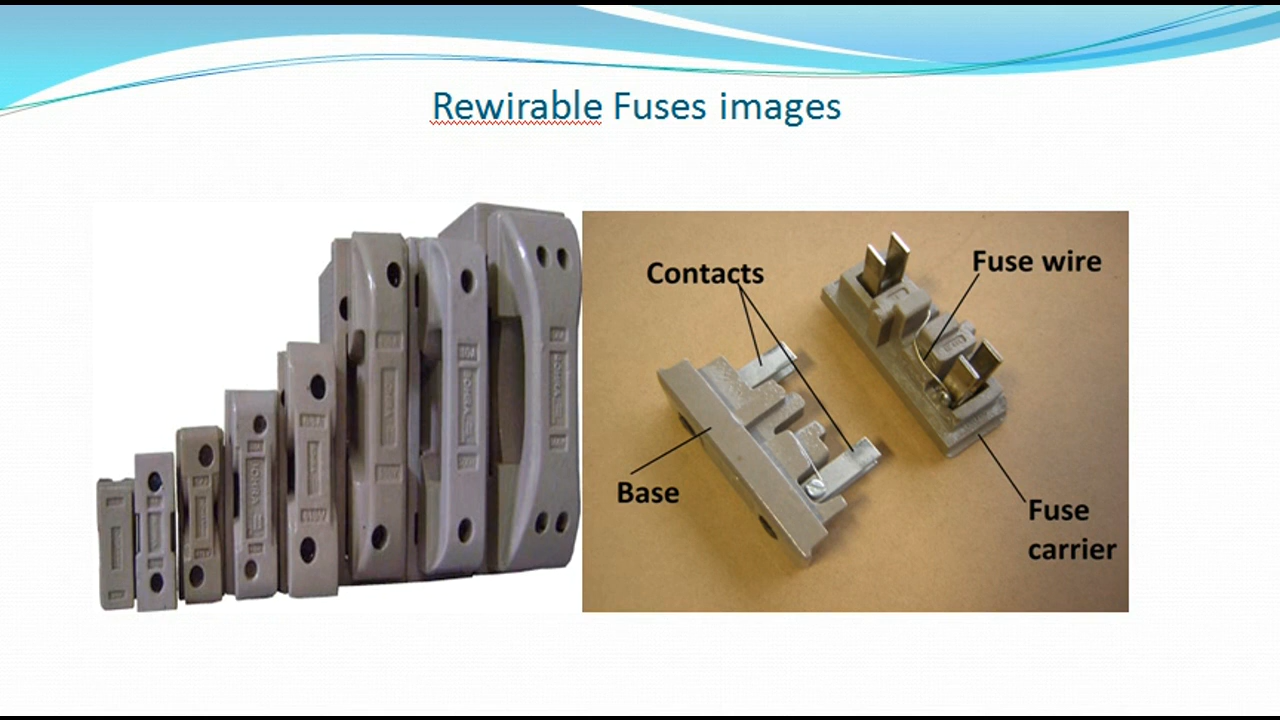 Rewirable Fuses images
Contacts
Fuse wire
Base
Fuse
carrier